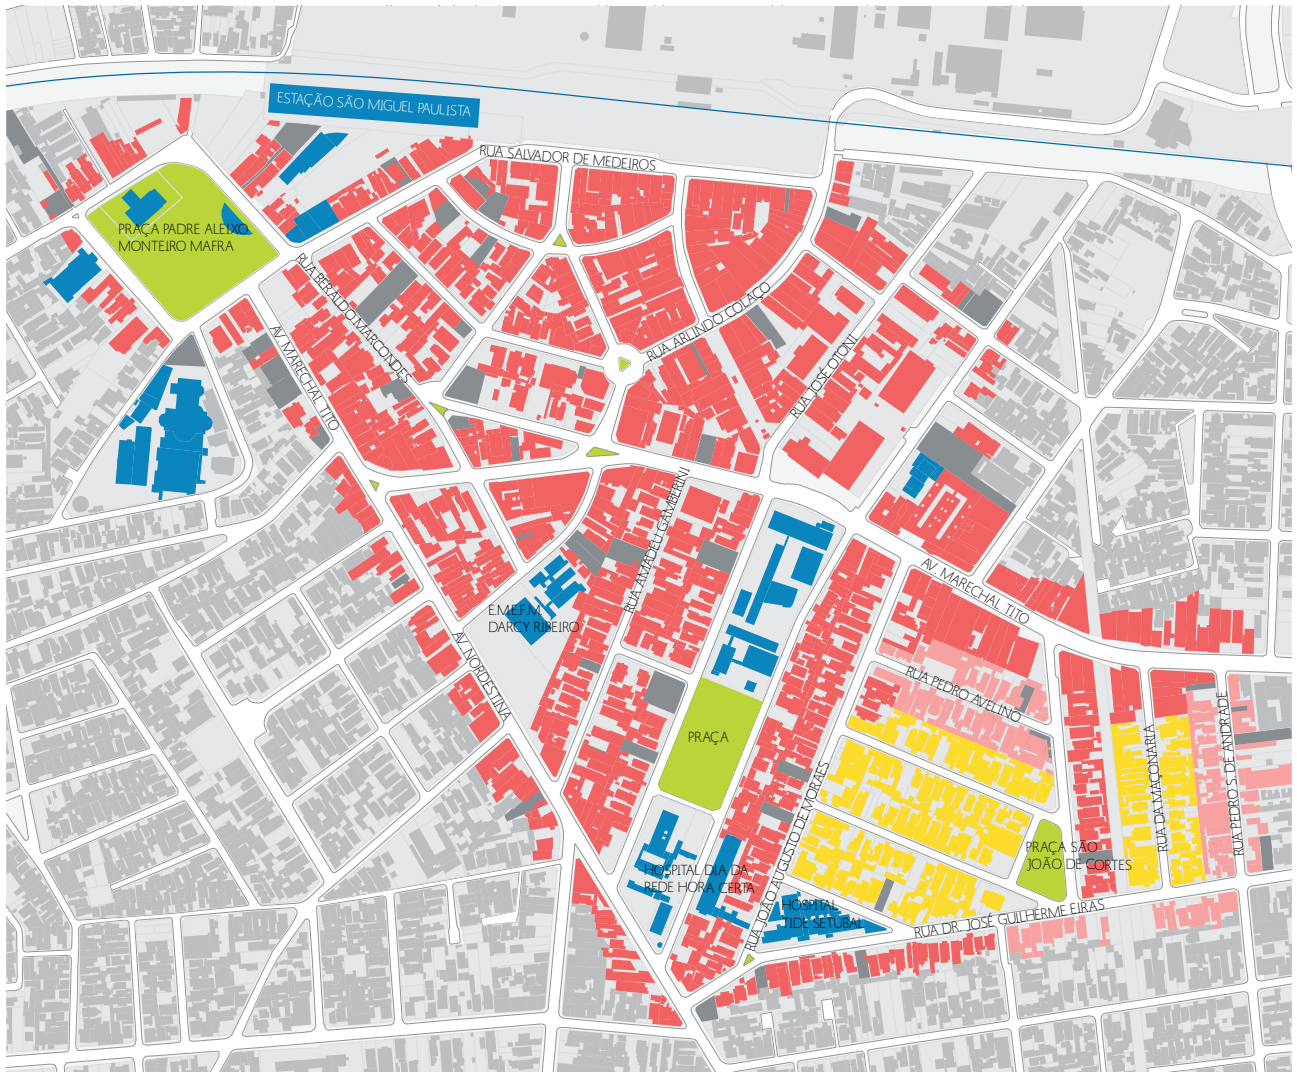 ESTAÇÃO SÃO MIGUEL PAULISTA
RUA SALVADOR DE MEDEIROS
PRAÇA PADRE ALEIXO
MONTEIRO MAFRA
RUA BERALDO MARCONDES
AV. MARECHAL TITO
RUA ARLINDO COLAÇO
RUA JOSÉ OTONI
RUA AMADEU GAMBERINI
E.M.E.F.M.
DARCY RIBEIRO
AV. NORDESTINA
AV. MARECHAL TITO
RUA PEDRO AVELINO
PRAÇA
RUA DA MAÇONARIA
RUA PEDRO S. DE ANDRADE
RUA JOÃO AUGUSTO DE MORAES
PRAÇA SÃO
JOÃO DE CORTES
HOSPITAL DIA DA
REDE HORA CERTA
HOSPITAL
TIDE SETUBAL
RUA DR. JOSÉ GUILHERME EIRAS